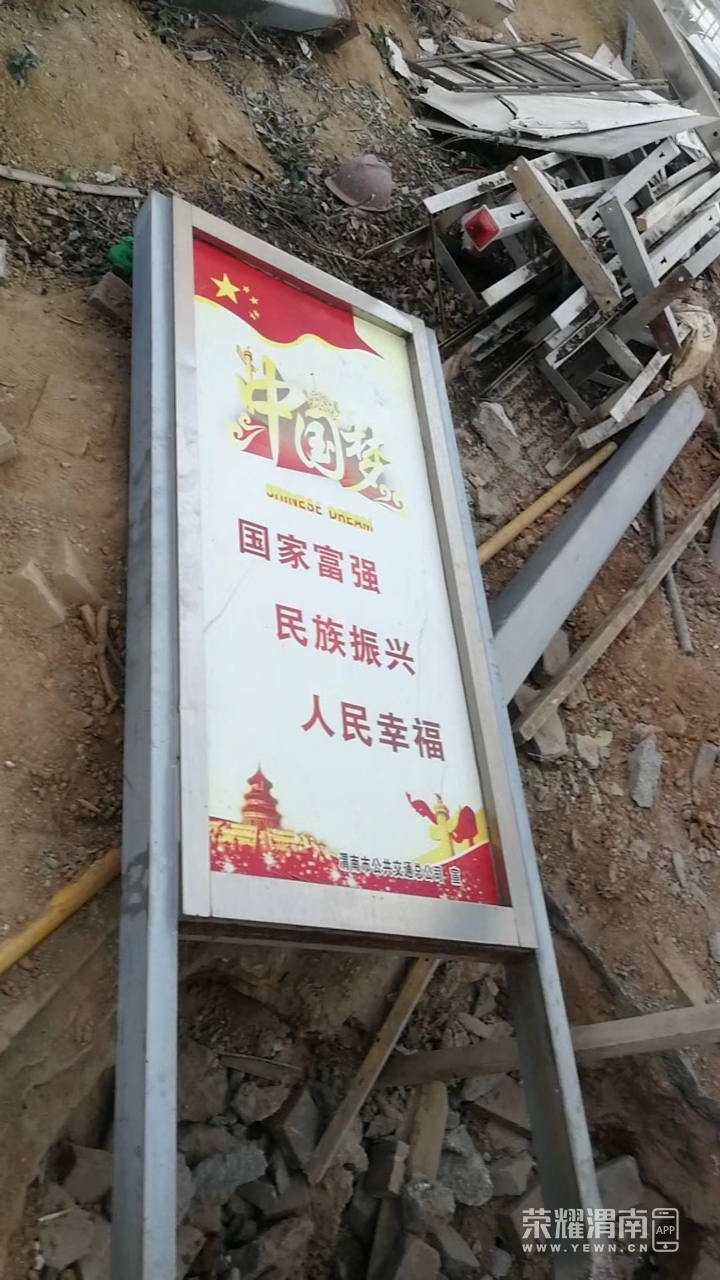 中国梦
CHINESE DREAM
国家富强
民族振兴
人民幸福
渭南市公共交通总公司 宣
荣耀渭南 APP
WWW.YEWN.CN